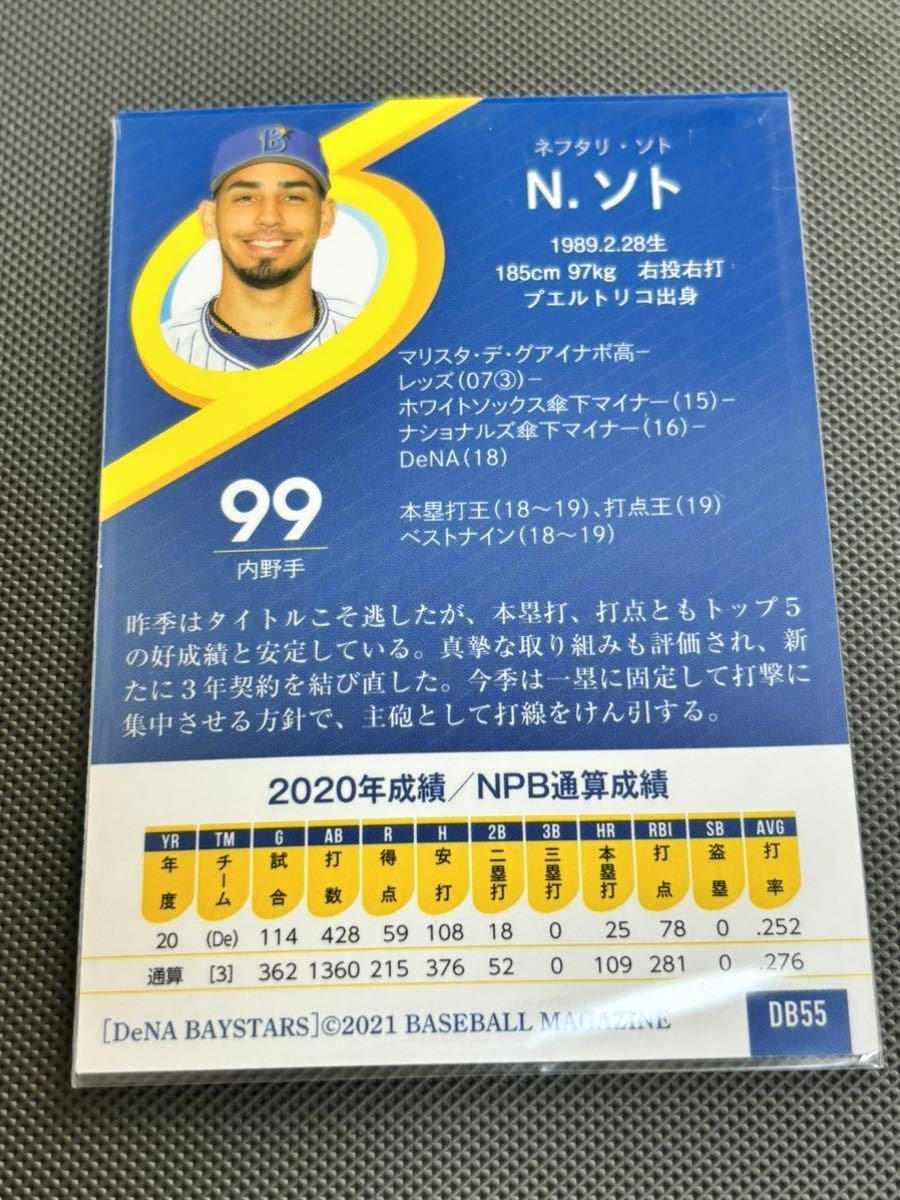 B
ネフタリ・ソト
N.ソト
1989.2.28生
185cm 97kg 右投右打
プエルトリコ出身
マリスタ・デ・グアイナボ高−
レッズ(07③)−
ホワイトソックス傘下マイナー(15)−
ナショナルズ傘下マイナー(16)−
DeNA(18)
99
内野手
本塁打王(18〜19)、打点王(19)
ベストナイン(18〜19)
昨季はタイトルこそ逃したが、本塁打、打点ともトップ5
の好成績と安定している。真摯な取り組みも評価され、新
たに3年契約を結び直した。今季は一塁に固定して打撃に
集中させる方針で、主砲として打線をけん引する。
2020年成績/NPB通算成績
YR TM G AB R H 2B 3B HR RBI SB AVG
年度 チーム 試合 打数 得点 安打 二塁打 三塁打 本塁打 打点 盗塁 打率
20 (De) 114 428 59 108 18 0 25 78 0 .252
通算 [3] 362 1360 215 376 52 0 109 281 0 .276
[DeNA BAYSTARS]©2021 BASEBALL MAGAZINE
DB55